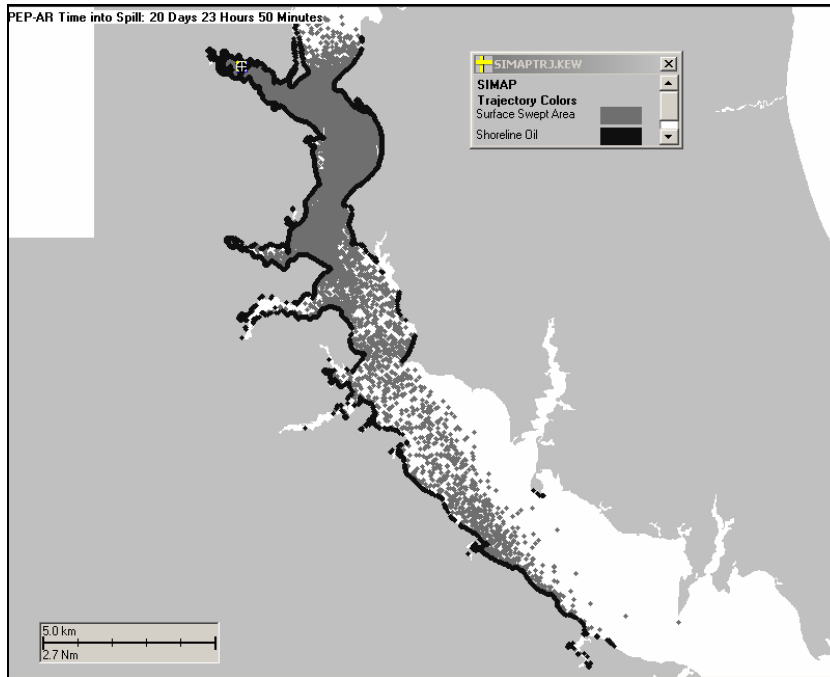 PEP-AR Time into Spill: 20 Days 23 Hours 50 Minutes
SIMAPTRJ.KEW
SIMAP
Trajectory Colors
Surface Swept Area
Shoreline Oil
5.0 km
2.7 Nm